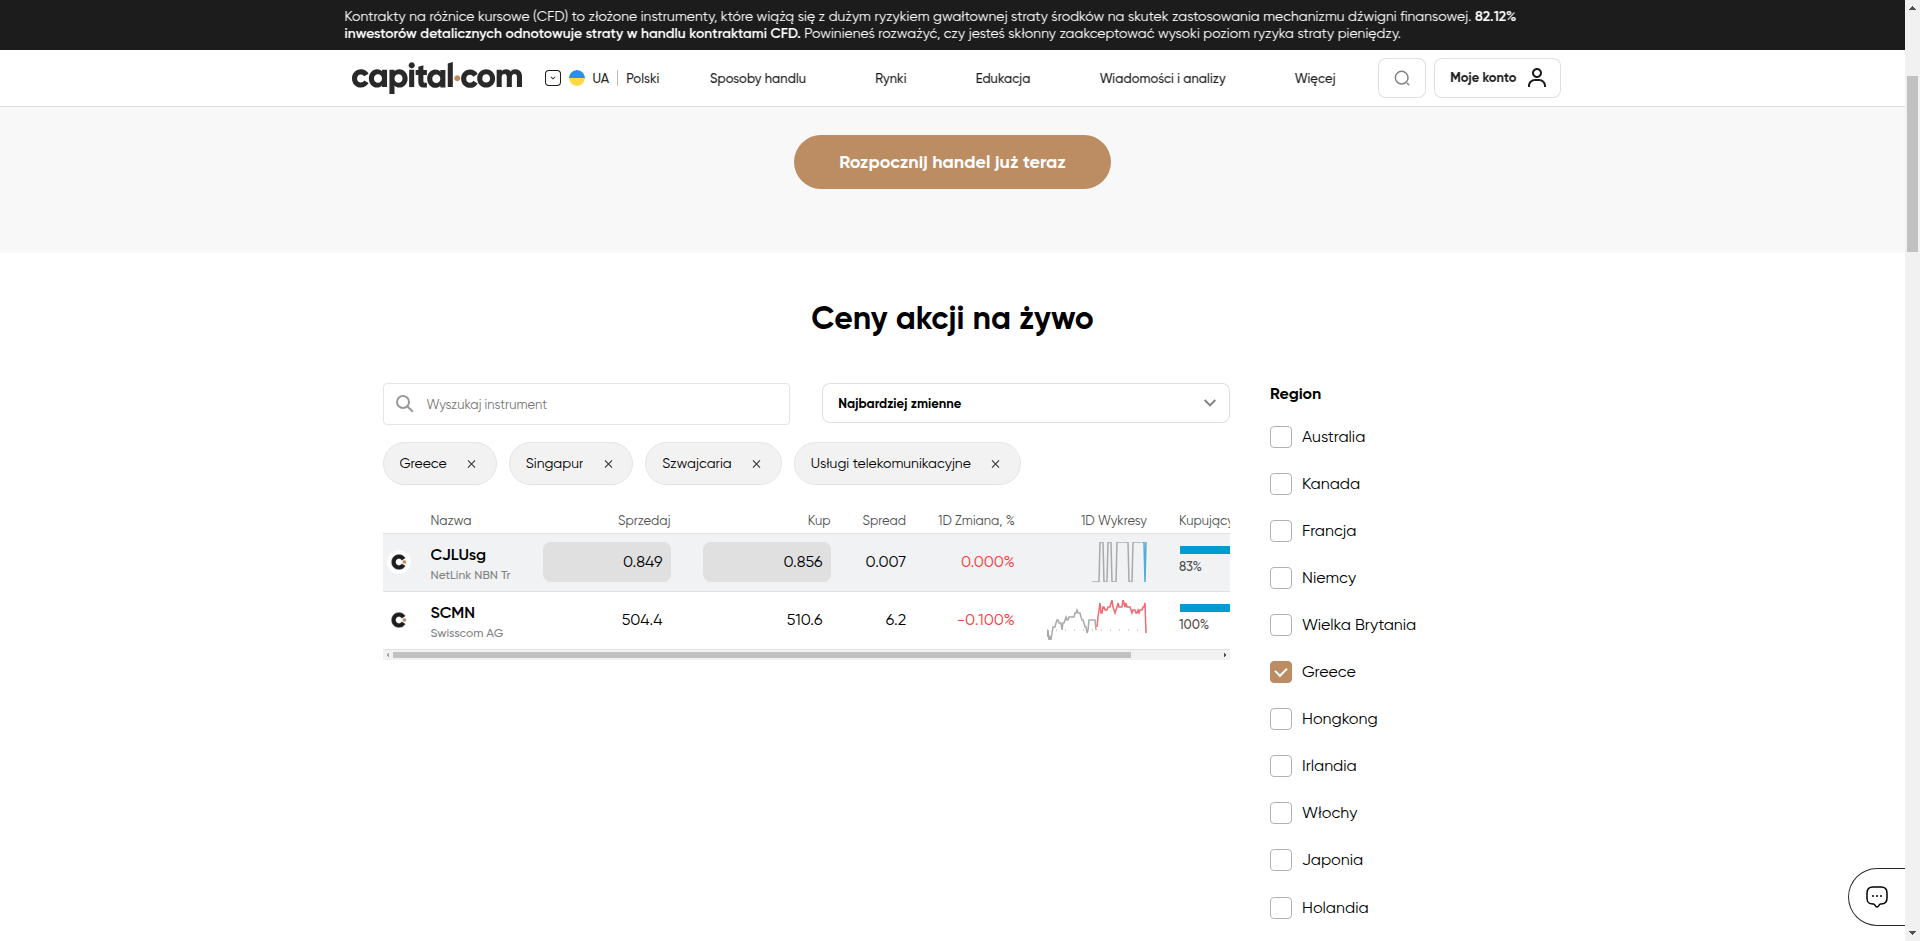 Kontrakty na różnice kursowe (CFD) to złożone instrumenty, które wiążą się z dużym ryzykiem gwałtownej straty środków na skutek zastosowania mechanizmu dźwigni finansowej. 82.12%
inwestorów detalicznych odnotowuje straty w handlu kontraktami CFD. Powinieneś rozważyć, czy jesteś skłonny zaakceptować wysoki poziom ryzyka straty pieniędzy.
capital.com UA Polski Sposoby handlu Rynki Edukacja Wiadomości i analizy Więcej Moje konto
Rozpocznij handel już teraz
Ceny akcji na żywo
Wyszukaj instrument
Najbardziej zmienne
Greece Singapur Szwajcaria Usługi telekomunikacyjne
Nazwa Sprzedaj Kup Spread 1D Zmiana, % 1D Wykresy Kupujący
CJLUsg
NetLink NBN Tr
0.849 0.856 0.007 0.000% 83%
SCMN
Swisscom AG
504.4 510.6 6.2 -0.100% 100%
Region
Australia
Kanada
Francja
Niemcy
Wielka Brytania
Greece
Hongkong
Irlandia
Włochy
Japonia
Holandia